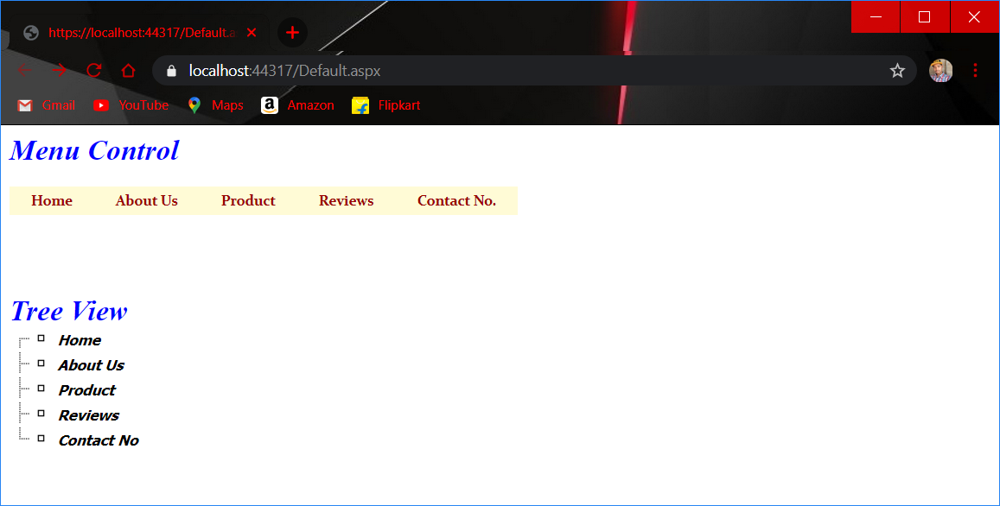 https://localhost:44317/Default.a
localhost:44317/Default.aspx
Gmail YouTube Maps Amazon Flipkart
Menu Control
Home About Us Product Reviews Contact No.
Tree View
Home
About Us
Product
Reviews
Contact No